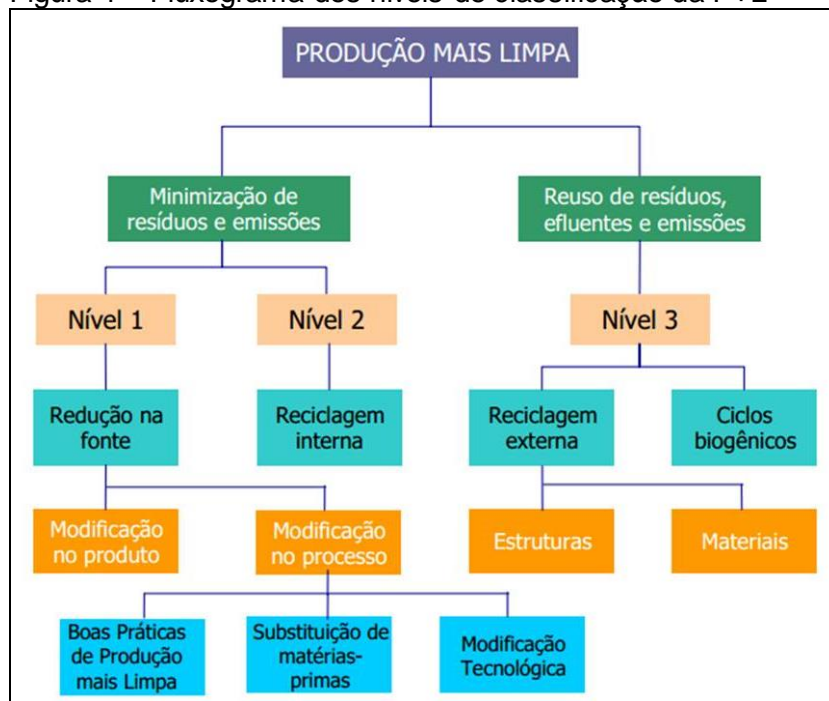 PRODUÇÃO MAIS LIMPA
Minimização de
resíduos e emissões
Reuso de resíduos,
efluentes e emissões
Nível 1
Nível 2
Nível 3
Redução na
fonte
Reciclagem
interna
Reciclagem
externa
Ciclos
biogênicos
Modificação
no produto
Modificação
no processo
Estruturas
Materiais
Boas Práticas
de Produção
mais Limpa
Substituição de
matérias-
primas
Modificação
Tecnológica